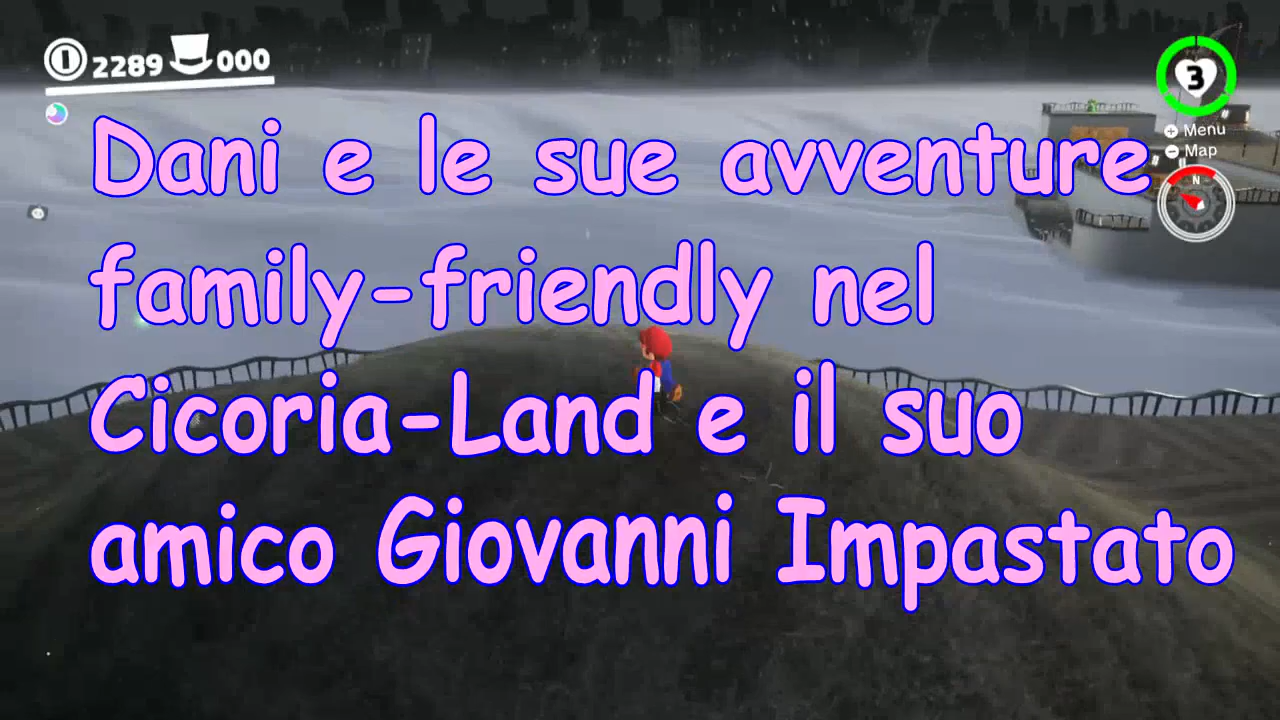 2289 000
3
Menu
Map
N
Dani e le sue avventure
family-friendly nel
Cicoria-Land e il suo
amico Giovanni Impastato